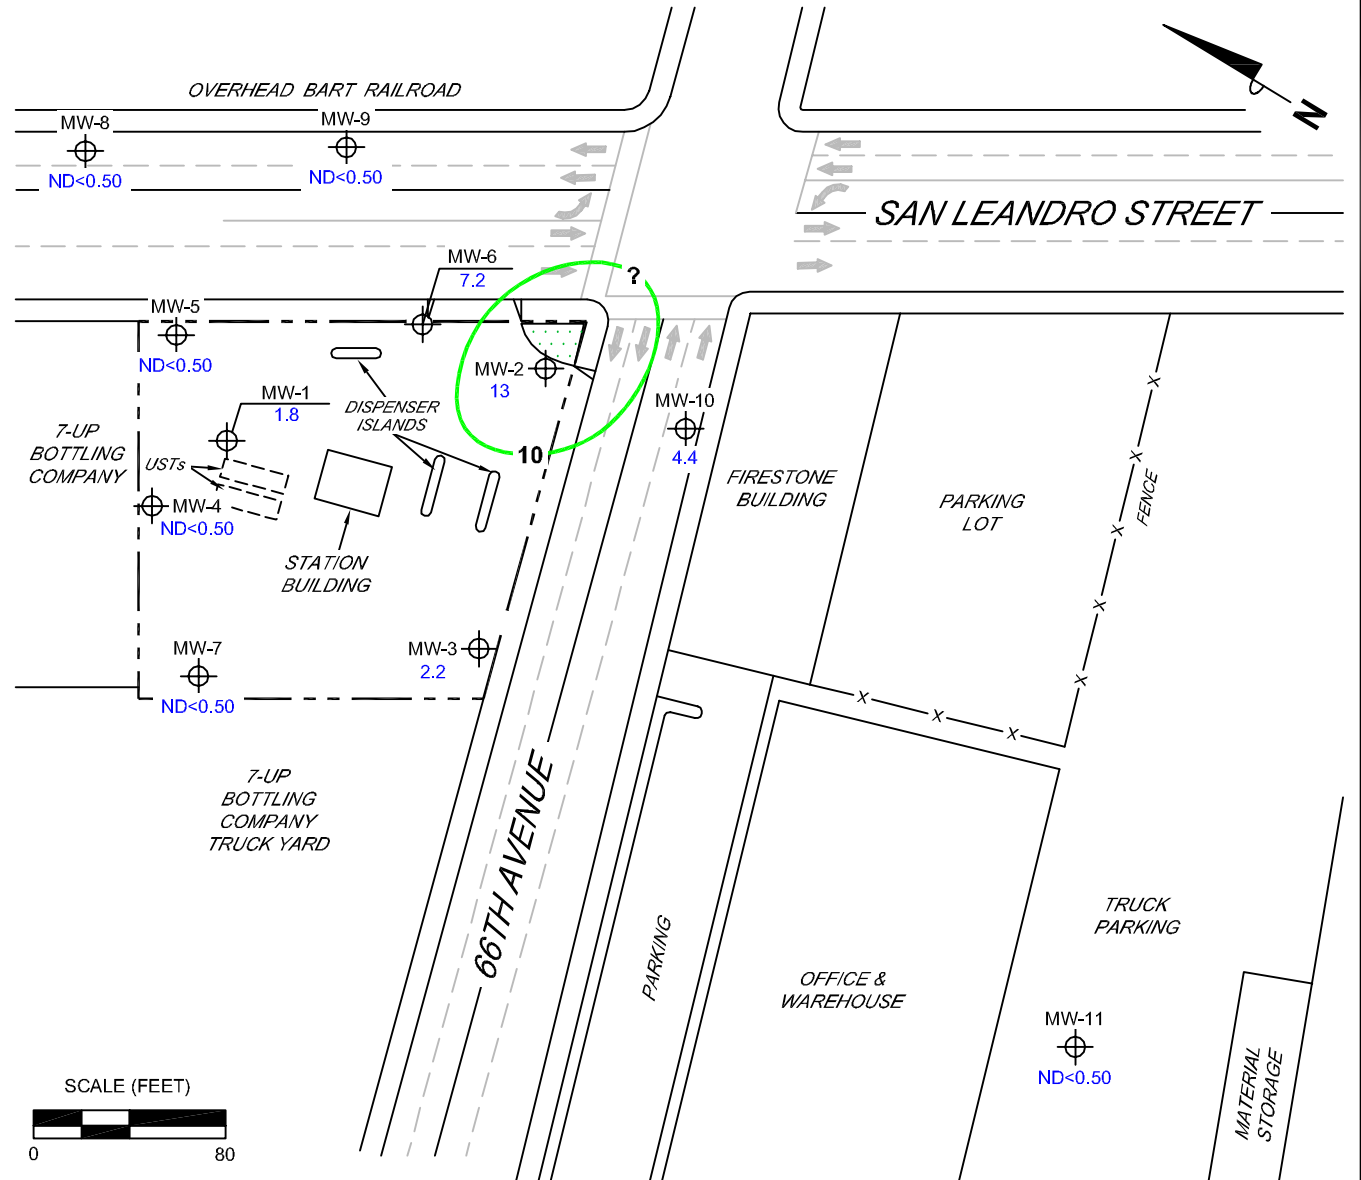 OVERHEAD BART RAILROAD
N
MW-8
ND<0.50
MW-9
ND<0.50
SAN LEANDRO STREET
MW-6
7.2
?
MW-5
ND<0.50
MW-2
13
MW-1
1.8
DISPENSER
ISLANDS
MW-10
4.4
10
7-UP
BOTTLING
COMPANY
USTs
MW-4
ND<0.50
STATION
BUILDING
FIRESTONE
BUILDING
PARKING
LOT
X
X
FENCE
X
X
X
MW-7
ND<0.50
MW-3
2.2
X
X
X
66TH AVENUE
7-UP
BOTTLING
COMPANY
TRUCK YARD
PARKING
OFFICE &
WAREHOUSE
TRUCK
PARKING
MW-11
ND<0.50
MATERIAL
STORAGE
SCALE (FEET)
0
80